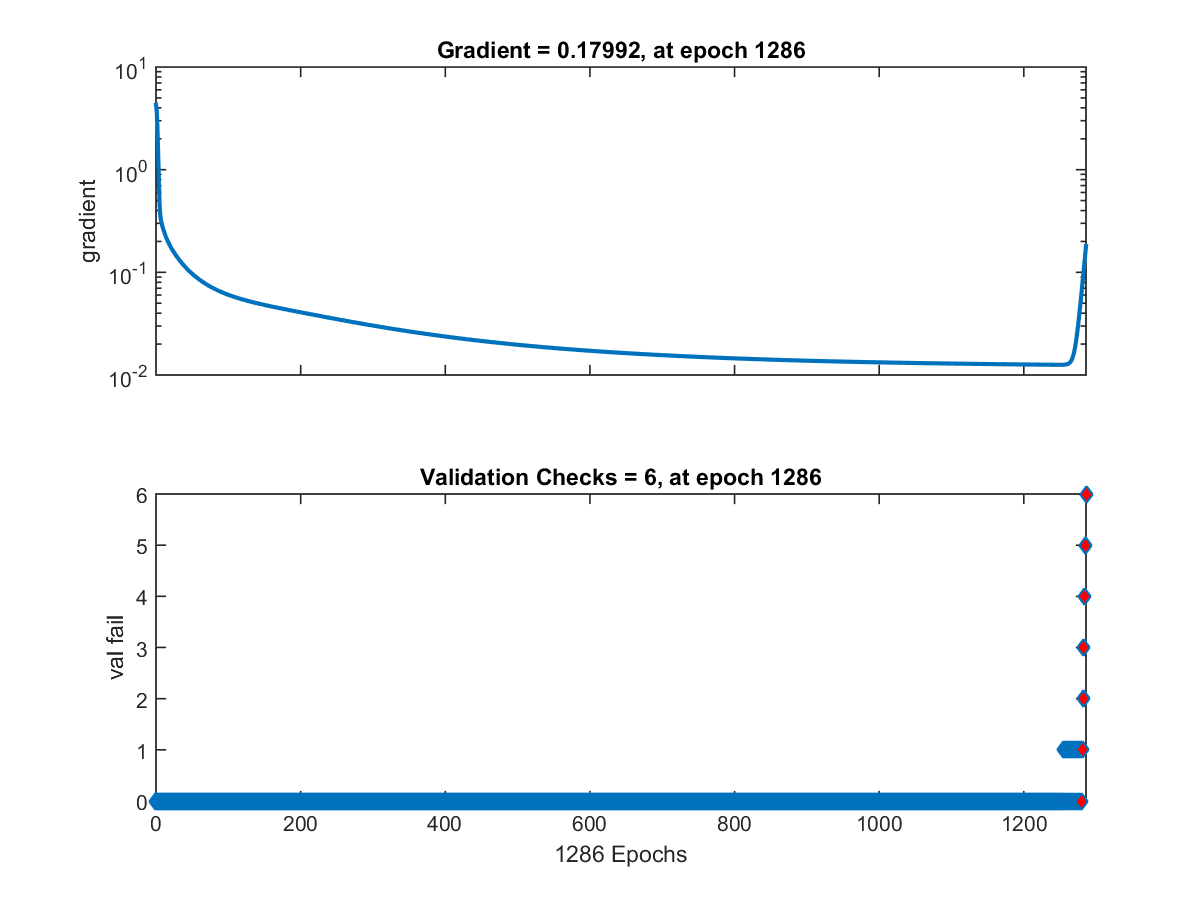 Gradient = 0.17992, at epoch 1286
10^1
10^0
10^-1
10^-2
gradient
Validation Checks = 6, at epoch 1286
6
5
4
3
2
1
0
val fail
0 200 400 600 800 1000 1200
1286 Epochs